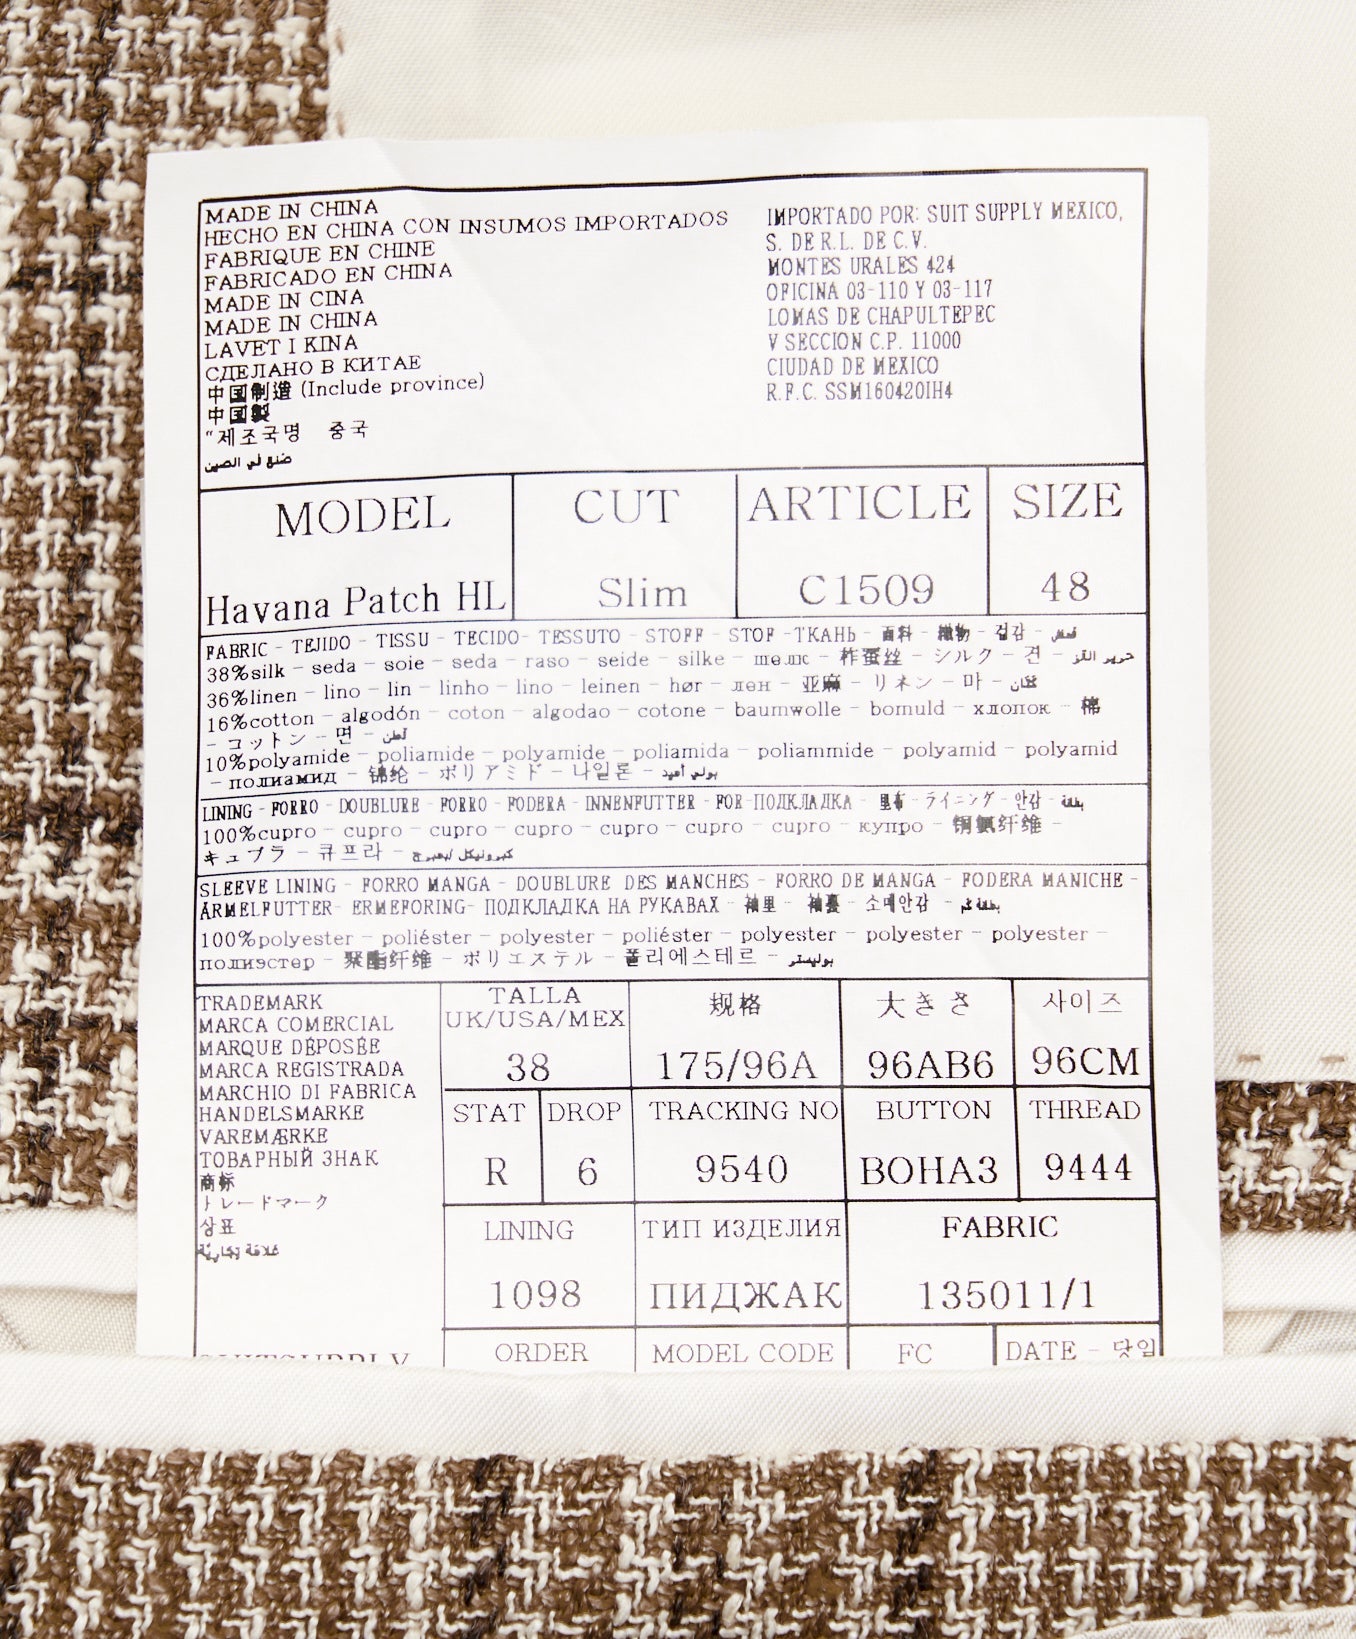 MADE IN CHINA
HECHO EN CHINA CON INSUMOS IMPORTADOS
FABRIQUE EN CHINE
FABRICADO EN CHINA
MADE IN CINA
MADE IN CHINA
LAVET I KINA
СДЕЛАНО В КИТАЕ
中国制造 (Include province)
中国製
"제조국명 중국
صنع في الصين
IMPORTADO POR: SUIT SUPPLY MEXICO,
S. DE R.L. DE C.V.
MONTES URALES 424
OFICINA 03-110 Y 03-117
LOMAS DE CHAPULTEPEC
V SECCION C.P. 11000
CIUDAD DE MEXICO
R.F.C. SSM160420IH4
MODEL CUT ARTICLE SIZE
Havana Patch HL Slim C1509 48
FABRIC - TEJIDO - TISSU - TECIDO- TESSUTO - STOFF - STOF -ТКАНЬ - 面料 - 織物 - 겉감 -
38%silk - seda - soie - seda - raso - seide - silke - шелк - 柞蚕丝 - シルク - 견 - حرير القز
36%linen - lino - lin - linho - lino - leinen - hør - лён - 亚麻 - リネン - 마 - كتان
16%cotton - algodón - coton - algodao - cotone - baumwolle - bomuld - хлопок - 棉
- コットン - 면 - قطن
10%polyamide - poliamide - polyamide - poliamida - poliammide - polyamid - polyamid
- полиамид - 锦纶 - ポリアミド - 나일론 - بولي أميد
LINING - FORRO - DOUBLURE - FORRO - FODERA - INNENFUTTER - FOR-ПОДКЛАДКА - 里布 - ライニング - 안감 - بطانة
100%cupro - cupro - cupro - cupro - cupro - cupro - cupro - купро - 铜氨纤维 -
キュプラ - 큐프라 -
SLEEVE LINING - FORRO MANGA - DOUBLURE DES MANCHES - FORRO DE MANGA - FODERA MANICHE -
ÄRMELFUTTER- ERMEFORING- ПОДКЛАДКА НА РУКАВАХ - 袖里 - 袖裏 - 소매안감 - بطانة كم
100%polyester - poliéster - polyester - poliéster - polyester - polyester - polyester -
полиэстер - 聚酯纤维 - ポリエステル - 폴리에스테르 - بوليستر
TRADEMARK
MARCA COMERCIAL
MARQUE DÉPOSÉE
MARCA REGISTRADA
MARCHIO DI FABRICA
HANDELSMARKE
VAREMÆRKE
ТОВАРНЫЙ ЗНАК
商标
トレードマーク
상표
علامة تجارية
SUITSUPPLY
TALLA 规格 大きさ 사이즈
UK/USA/MEX
38 175/96A 96AB6 96CM
STAT DROP TRACKING NO BUTTON THREAD
R 6 9540 BOHA3 9444
LINING ТИП ИЗДЕЛИЯ FABRIC
1098 ПИДЖАК 135011/1
ORDER MODEL CODE FC DATE - 닷일